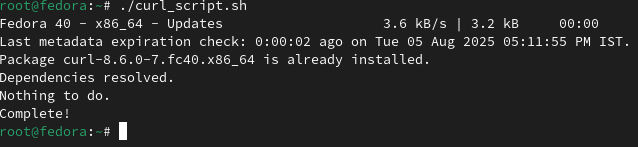 root@fedora:~# ./curl_script.sh
Fedora 40 - x86_64 - Updates 3.6 kB/s | 3.2 kB 00:00
Last metadata expiration check: 0:00:02 ago on Tue 05 Aug 2025 05:11:55 PM IST.
Package curl-8.6.0-7.fc40.x86_64 is already installed.
Dependencies resolved.
Nothing to do.
Complete!
root@fedora:~#